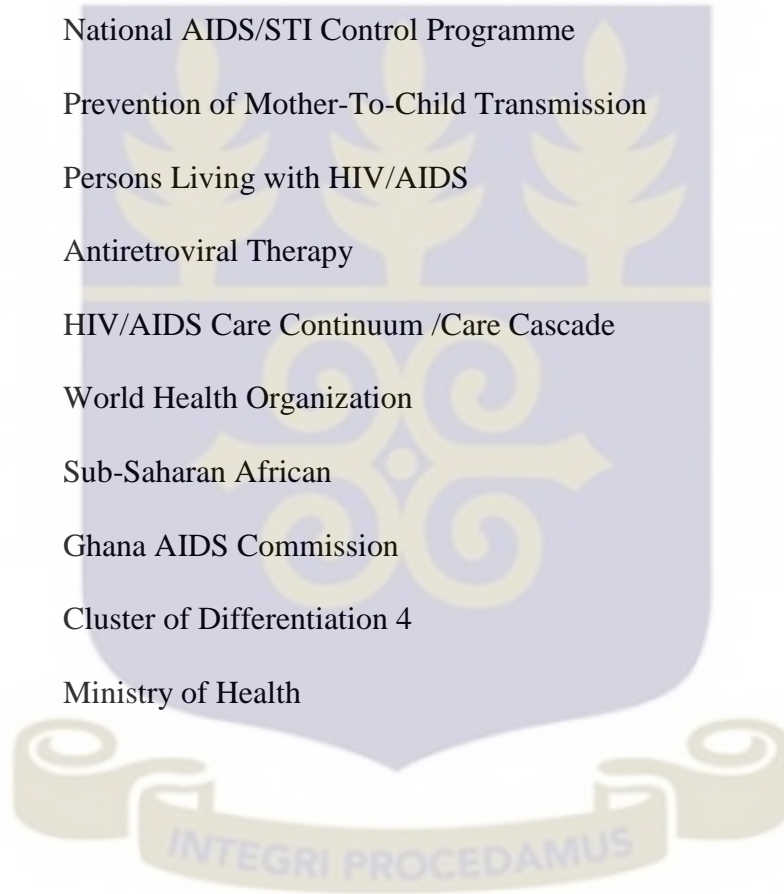 National AIDS/STI Control Programme
Prevention of Mother-To-Child Transmission
Persons Living with HIV/AIDS
Antiretroviral Therapy
HIV/AIDS Care Continuum /Care Cascade
World Health Organization
Sub-Saharan African
Ghana AIDS Commission
Cluster of Differentiation 4
Ministry of Health
INTEGRI PROCEDAMUS